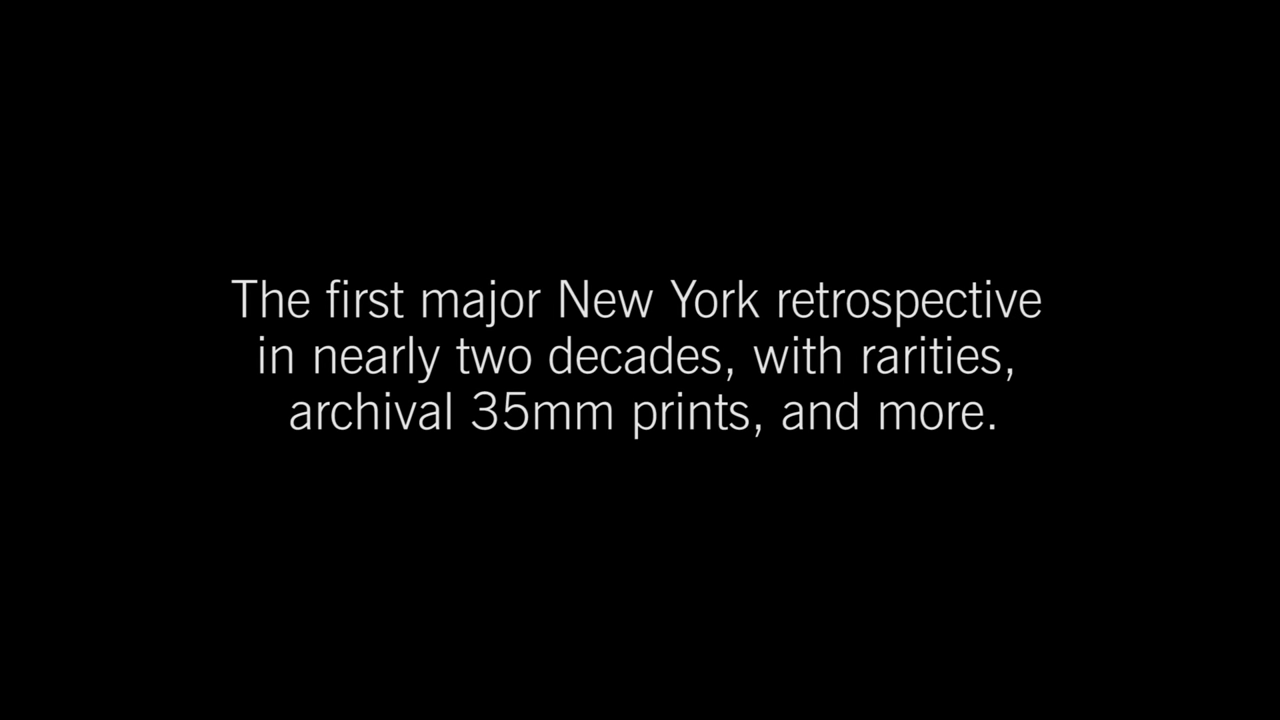 The first major New York retrospective
in nearly two decades, with rarities,
archival 35mm prints, and more.